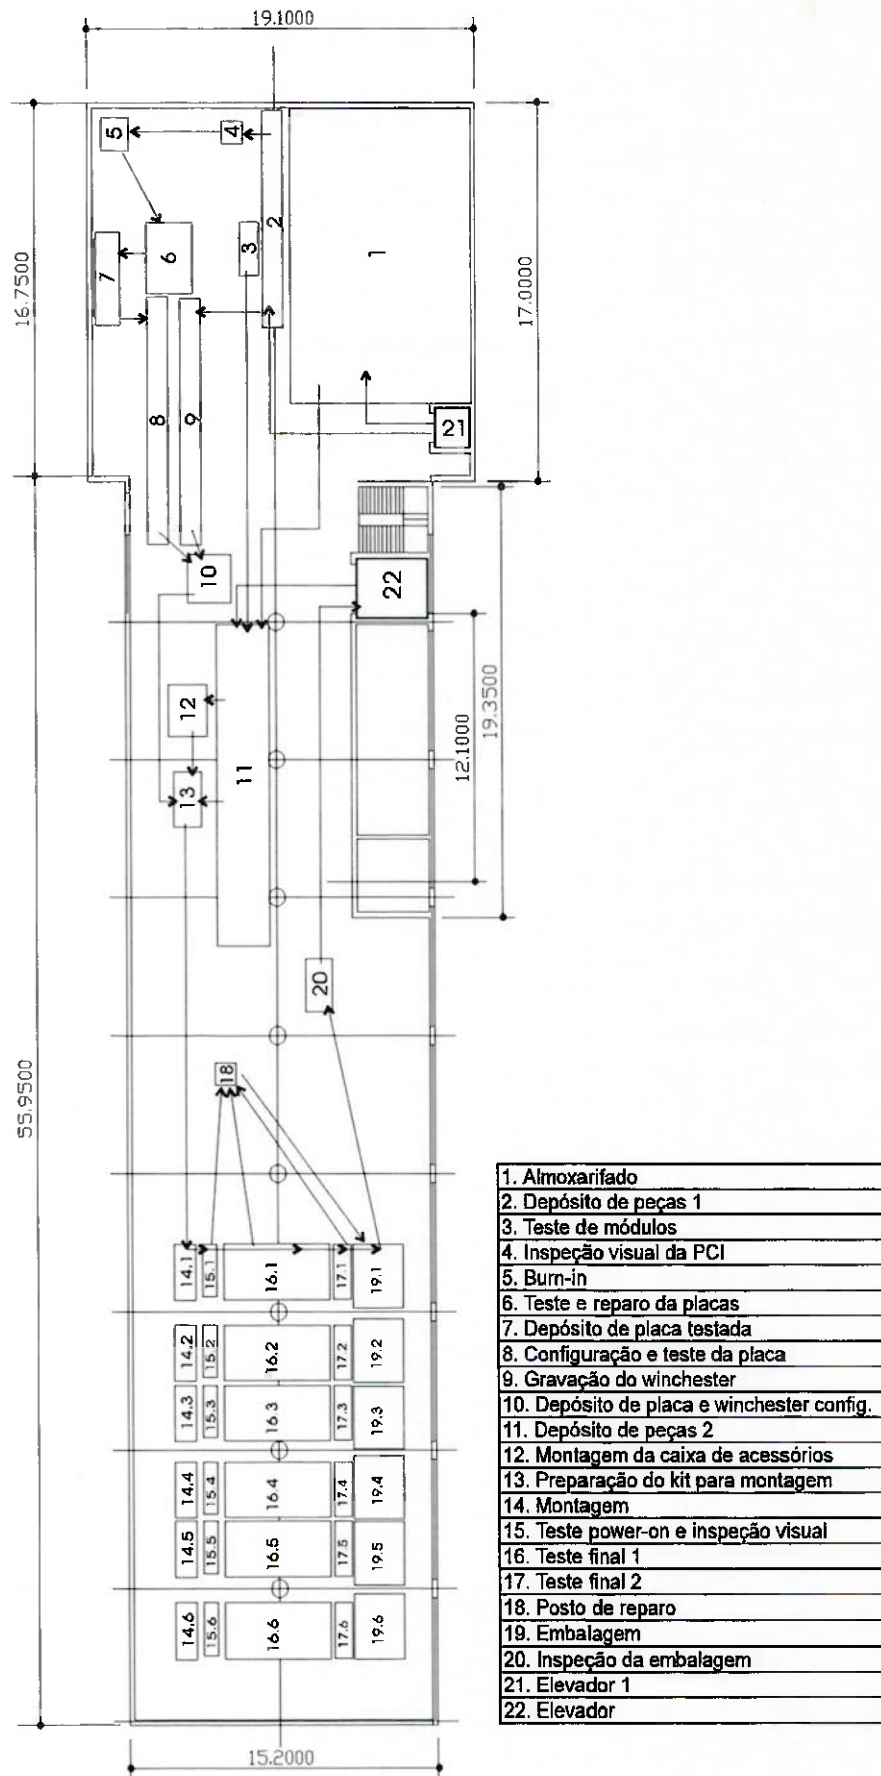 19.1000
16.7500
17.0000
5
4
2
3
6
1
7
8
9
21
10
22
12
11
13
19.3500
12.1000
55.9500
20
18
14.1
15.1
16.1
17.1
19.1
14.2
15.2
16.2
17.2
19.2
14.3
15.3
16.3
17.3
19.3
14.4
15.4
16.4
17.4
19.4
14.5
15.5
16.5
17.5
19.5
14.6
15.6
16.6
17.6
19.6
15.2000
1. Almoxarifado
2. Depósito de peças 1
3. Teste de módulos
4. Inspeção visual da PCI
5. Burn-in
6. Teste e reparo da placas
7. Depósito de placa testada
8. Configuração e teste da placa
9. Gravação do winchester
10. Depósito de placa e winchester config.
11. Depósito de peças 2
12. Montagem da caixa de acessórios
13. Preparação do kit para montagem
14. Montagem
15. Teste power-on e inspeção visual
16. Teste final 1
17. Teste final 2
18. Posto de reparo
19. Embalagem
20. Inspeção da embalagem
21. Elevador 1
22. Elevador